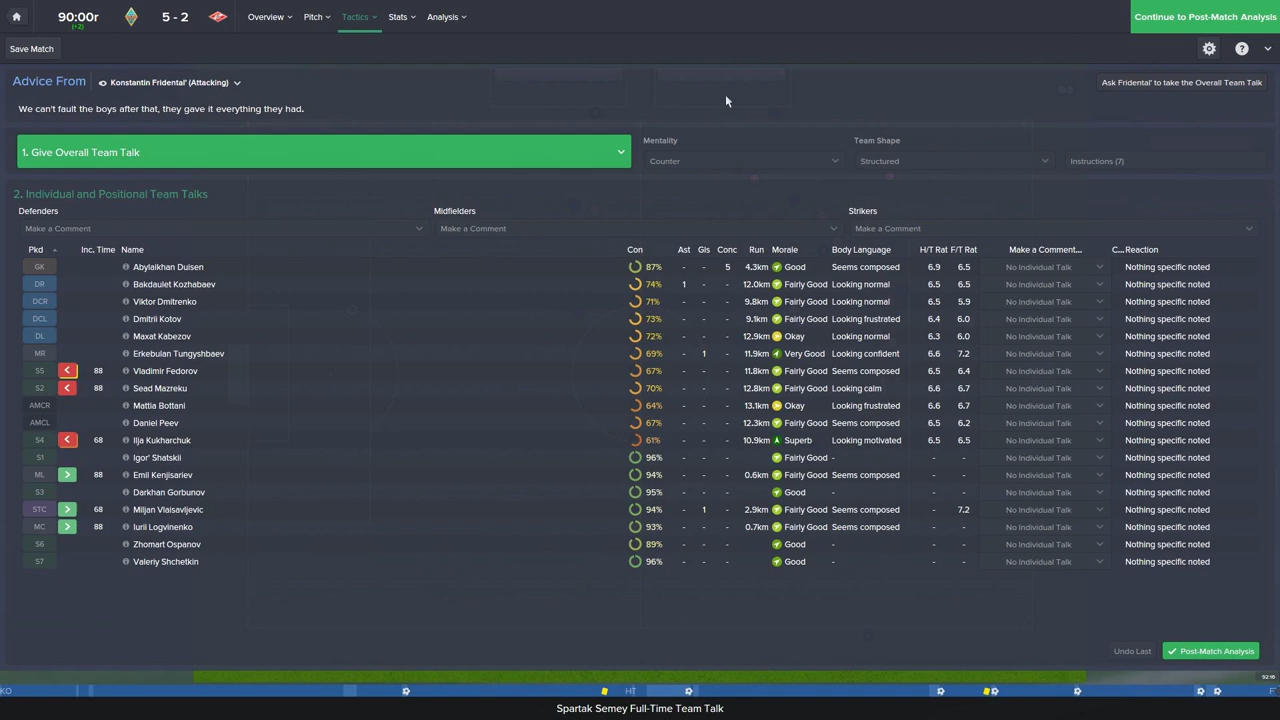 90:00r
(+2)
5 - 2
Overview
Pitch
Tactics
Stats
Analysis
Continue to Post-Match Analysis
Save Match
?
Advice From
Konstantin Fridental' (Attacking)
Ask Fridental' to take the Overall Team Talk
We can't fault the boys after that, they gave it everything they had.
1. Give Overall Team Talk
Mentality
Counter
Team Shape
Structured
Instructions (7)
2. Individual and Positional Team Talks
Defenders
Make a Comment
Midfielders
Make a Comment
Strikers
Make a Comment
Pkd Inc. Time Name Con Ast Gls Conc Run Morale Body Language H/T Rat F/T Rat Make a Comment... C... Reaction
GK Abylaikhan Duisen 87% - - 5 4.3km Good Seems composed 6.9 6.5 No Individual Talk Nothing specific noted
DR Bakdaulet Kozhabaev 74% 1 - - 12.0km Fairly Good Looking normal 6.5 6.5 No Individual Talk Nothing specific noted
DCR Viktor Dmitrenko 71% - - - 9.8km Fairly Good Looking normal 6.5 5.9 No Individual Talk Nothing specific noted
DCL Dmitrii Kotov 73% - - - 9.1km Fairly Good Looking frustrated 6.4 6.0 No Individual Talk Nothing specific noted
DL Maxat Kabezov 72% - - - 12.9km Okay Looking normal 6.3 6.0 No Individual Talk Nothing specific noted
MR Erkebulan Tungyshbaev 69% - 1 - 11.9km Very Good Looking confident 6.6 7.2 No Individual Talk Nothing specific noted
S5 88 Vladimir Fedorov 67% - - - 11.8km Fairly Good Seems composed 6.5 6.4 No Individual Talk Nothing specific noted
S2 88 Sead Mazreku 70% - - - 12.8km Fairly Good Looking calm 6.6 6.7 No Individual Talk Nothing specific noted
AMCR Mattia Bottani 64% - - - 13.1km Okay Looking frustrated 6.6 6.7 No Individual Talk Nothing specific noted
AMCL Daniel Peev 67% - - - 12.3km Fairly Good Seems composed 6.5 6.2 No Individual Talk Nothing specific noted
S4 68 Ilja Kukharchuk 61% - - - 10.9km Superb Looking motivated 6.5 6.5 No Individual Talk Nothing specific noted
S1 Igor' Shatskii 96% - - - Fairly Good - - - No Individual Talk Nothing specific noted
ML 88 Emil Kenjisariev 94% - - - 0.6km Fairly Good Seems composed - - No Individual Talk Nothing specific noted
S3 Darkhan Gorbunov 95% - - - Good - - - No Individual Talk Nothing specific noted
STC 68 Miljan Vlaisavljevic 94% - 1 - 2.9km Fairly Good Seems composed - 7.2 No Individual Talk Nothing specific noted
MC 88 Iurii Logvinenko 93% - - - 0.7km Fairly Good Seems composed - - No Individual Talk Nothing specific noted
S6 Zhomart Ospanov 89% - - - Good - - - No Individual Talk Nothing specific noted
S7 Valeriy Shchetkin 96% - - - Good - - - No Individual Talk Nothing specific noted
Undo Last
Post-Match Analysis
KO
HT
F
Spartak Semey Full-Time Team Talk